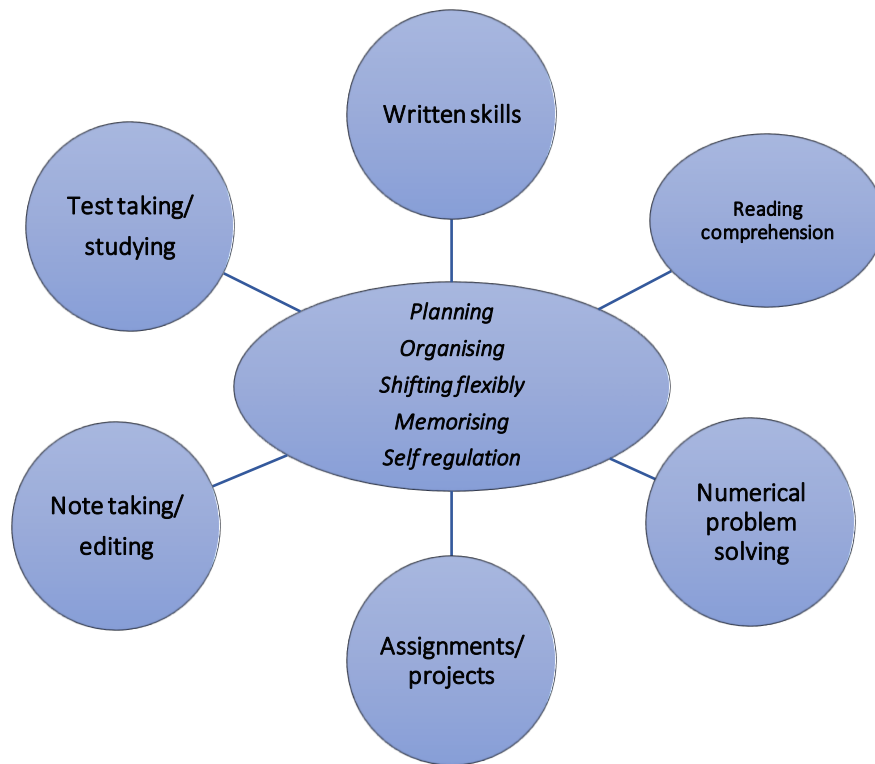 Written skills
Test taking/
studying
Reading
comprehension
Planning
Organising
Shifting flexibly
Memorising
Self regulation
Note taking/
editing
Numerical
problem
solving
Assignments/
projects